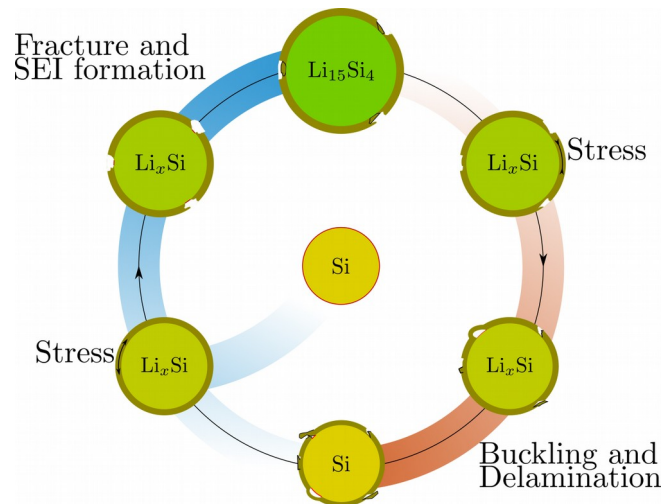 Fracture and
SEI formation
Li₁₅Si₄
LiₓSi
LiₓSi
Stress
Si
Stress
LiₓSi
LiₓSi
Si
Buckling and
Delamination